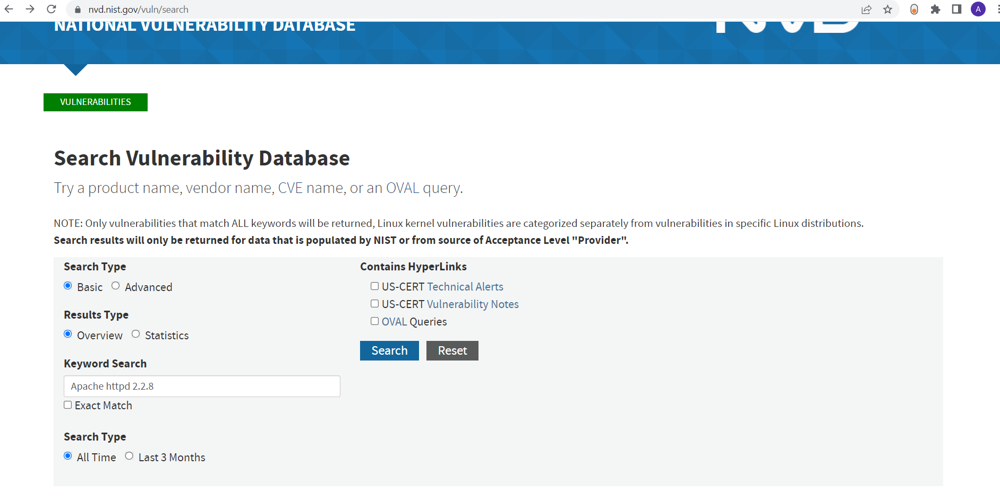 nvd.nist.gov/vuln/search
A
NATIONAL VULNERABILITY DATABASE
NVD
VULNERABILITIES
Search Vulnerability Database
Try a product name, vendor name, CVE name, or an OVAL query.
NOTE: Only vulnerabilities that match ALL keywords will be returned, Linux kernel vulnerabilities are categorized separately from vulnerabilities in specific Linux distributions.
Search results will only be returned for data that is populated by NIST or from source of Acceptance Level "Provider".
Search Type
Basic Advanced
Results Type
Overview Statistics
Keyword Search
Apache httpd 2.2.8
Exact Match
Search Type
All Time Last 3 Months
Contains HyperLinks
US-CERT Technical Alerts
US-CERT Vulnerability Notes
OVAL Queries
Search Reset